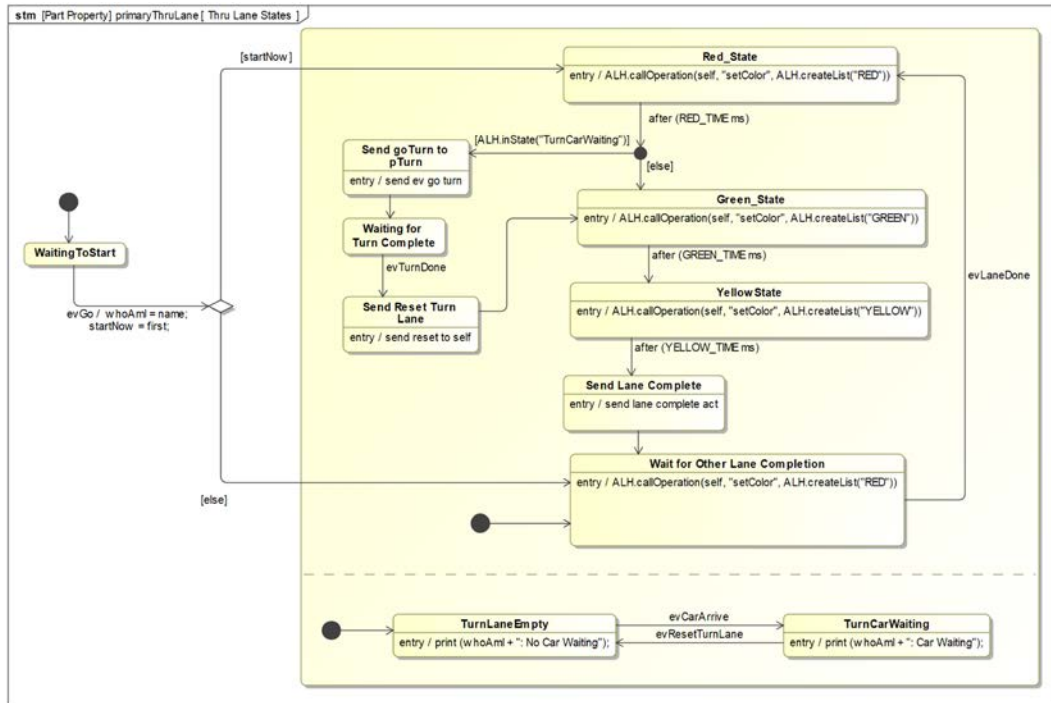 stm [Part Property] primaryThruLane [ Thru Lane States ]
[startNow]
Red_State
entry / ALH.callOperation(self, "setColor", ALH.createList("RED"))
after (RED_TIME ms)
[ALH.inState("TurnCarWaiting")]
[else]
Send goTurn to
pTurn
entry / send ev go turn
Green_State
entry / ALH.callOperation(self, "setColor", ALH.createList("GREEN"))
Waiting for
Turn Complete
WaitingToStart
after (GREEN_TIME ms)
evTurnDone
evLaneDone
evGo / whoAmI = name;
startNow = first;
YellowState
entry / ALH.callOperation(self, "setColor", ALH.createList("YELLOW"))
Send Reset Turn
Lane
entry / send reset to self
after (YELLOW_TIME ms)
Send Lane Complete
entry / send lane complete act
Wait for Other Lane Completion
entry / ALH.callOperation(self, "setColor", ALH.createList("RED"))
[else]
TurnLaneEmpty
entry / print (whoAmI + ": No Car Waiting");
evCarArrive
evResetTurnLane
TurnCarWaiting
entry / print (whoAmI + ": Car Waiting");